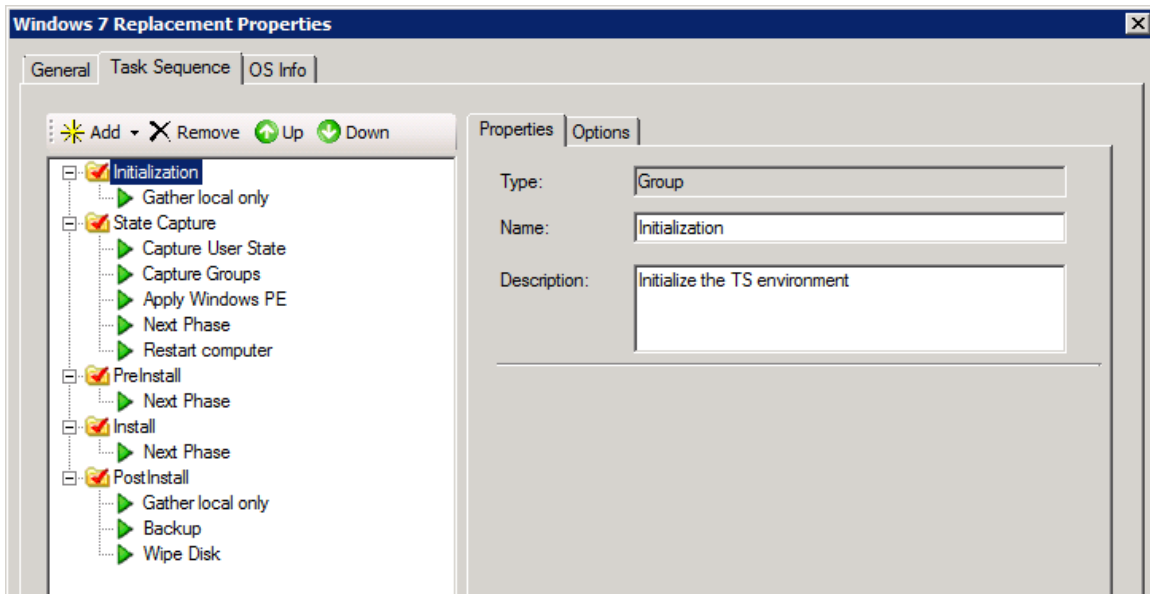 Windows 7 Replacement Properties
General Task Sequence OS Info
Add Remove Up Down
Properties Options
Initialization
Gather local only
State Capture
Capture User State
Capture Groups
Apply Windows PE
Next Phase
Restart computer
PreInstall
Next Phase
Install
Next Phase
PostInstall
Gather local only
Backup
Wipe Disk
Type: Group
Name: Initialization
Description: Initialize the TS environment